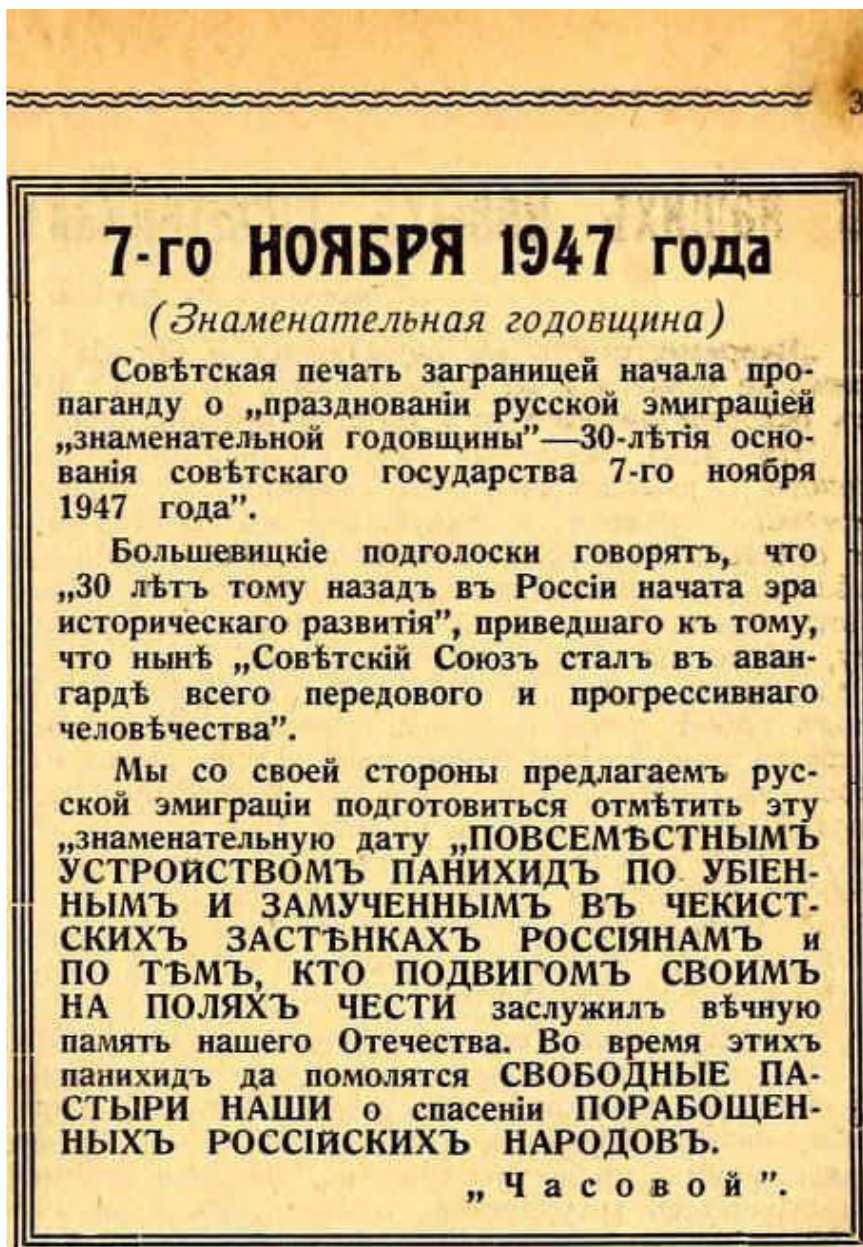 3
7-го НОЯБРЯ 1947 года
(Знаменательная годовщина)
Совѣтская печать заграницей начала про-
паганду о „празднованіи русской эмиграціей
„знаменательной годовщины”—30-лѣтія осно-
ванія совѣтскаго государства 7-го ноября
1947 года”.
Большевицкіе подголоски говорятъ, что
„30 лѣтъ тому назадъ въ Россіи начата эра
историческаго развитія”, приведшаго къ тому,
что нынѣ „Совѣтскій Союзъ сталъ въ аван-
гардѣ всего передового и прогрессивнаго
человѣчества”.
Мы со своей стороны предлагаемъ рус-
ской эмиграціи подготовиться отмѣтить эту
„знаменательную дату „ПОВСЕМѢСТНЫМЪ
УСТРОЙСТВОМЪ ПАНИХИДЪ ПО УБІЕН-
НЫМЪ И ЗАМУЧЕННЫМЪ ВЪ ЧЕКИСТ-
СКИХЪ ЗАСТѢНКАХЪ РОССІЯНАМЪ и
ПО ТѢМЪ, КТО ПОДВИГОМЪ СВОИМЪ
НА ПОЛЯХЪ ЧЕСТИ заслужилъ вѣчную
память нашего Отечества. Во время этихъ
панихидъ да помолятся СВОБОДНЫЕ ПА-
СТЫРИ НАШИ о спасеніи ПОРАБОЩЕН-
НЫХЪ РОССІЙСКИХЪ НАРОДОВЪ.
„Часовой”.